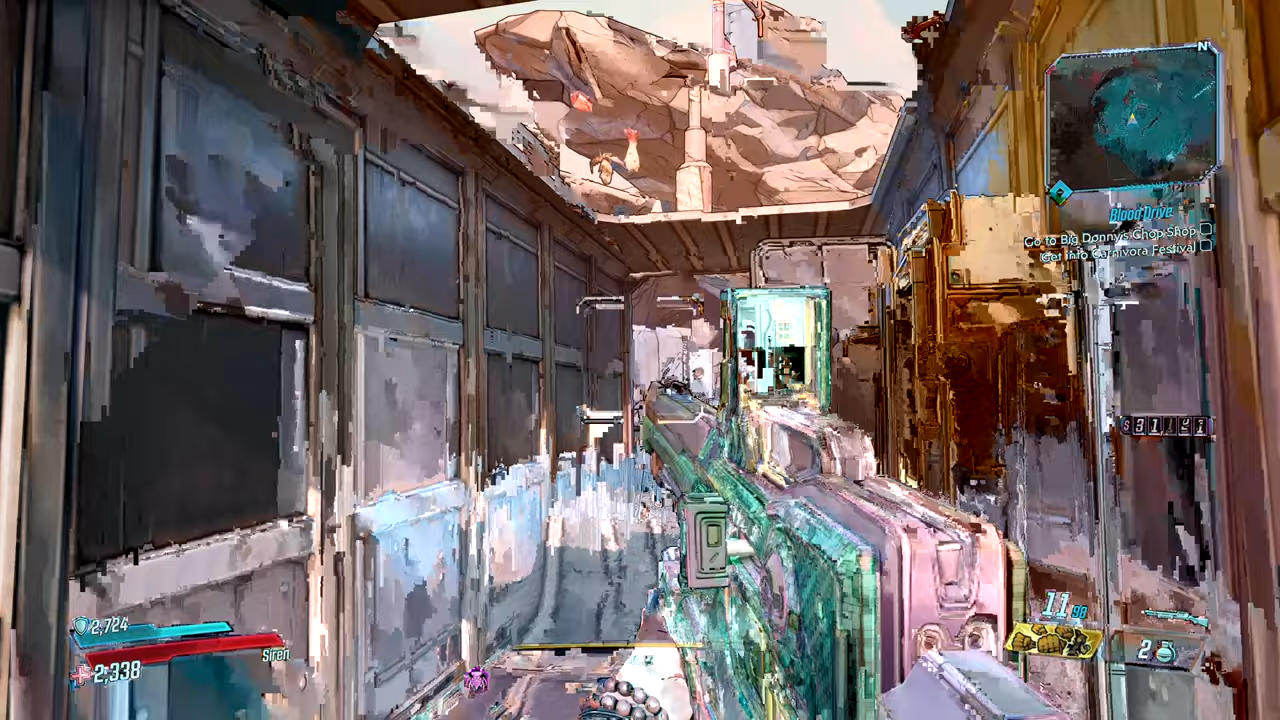 N
Blood Drive
Go to Big Donny's Chop Shop
Get into Carnivora Festival
2,724
2,338
Siren
11 98
2